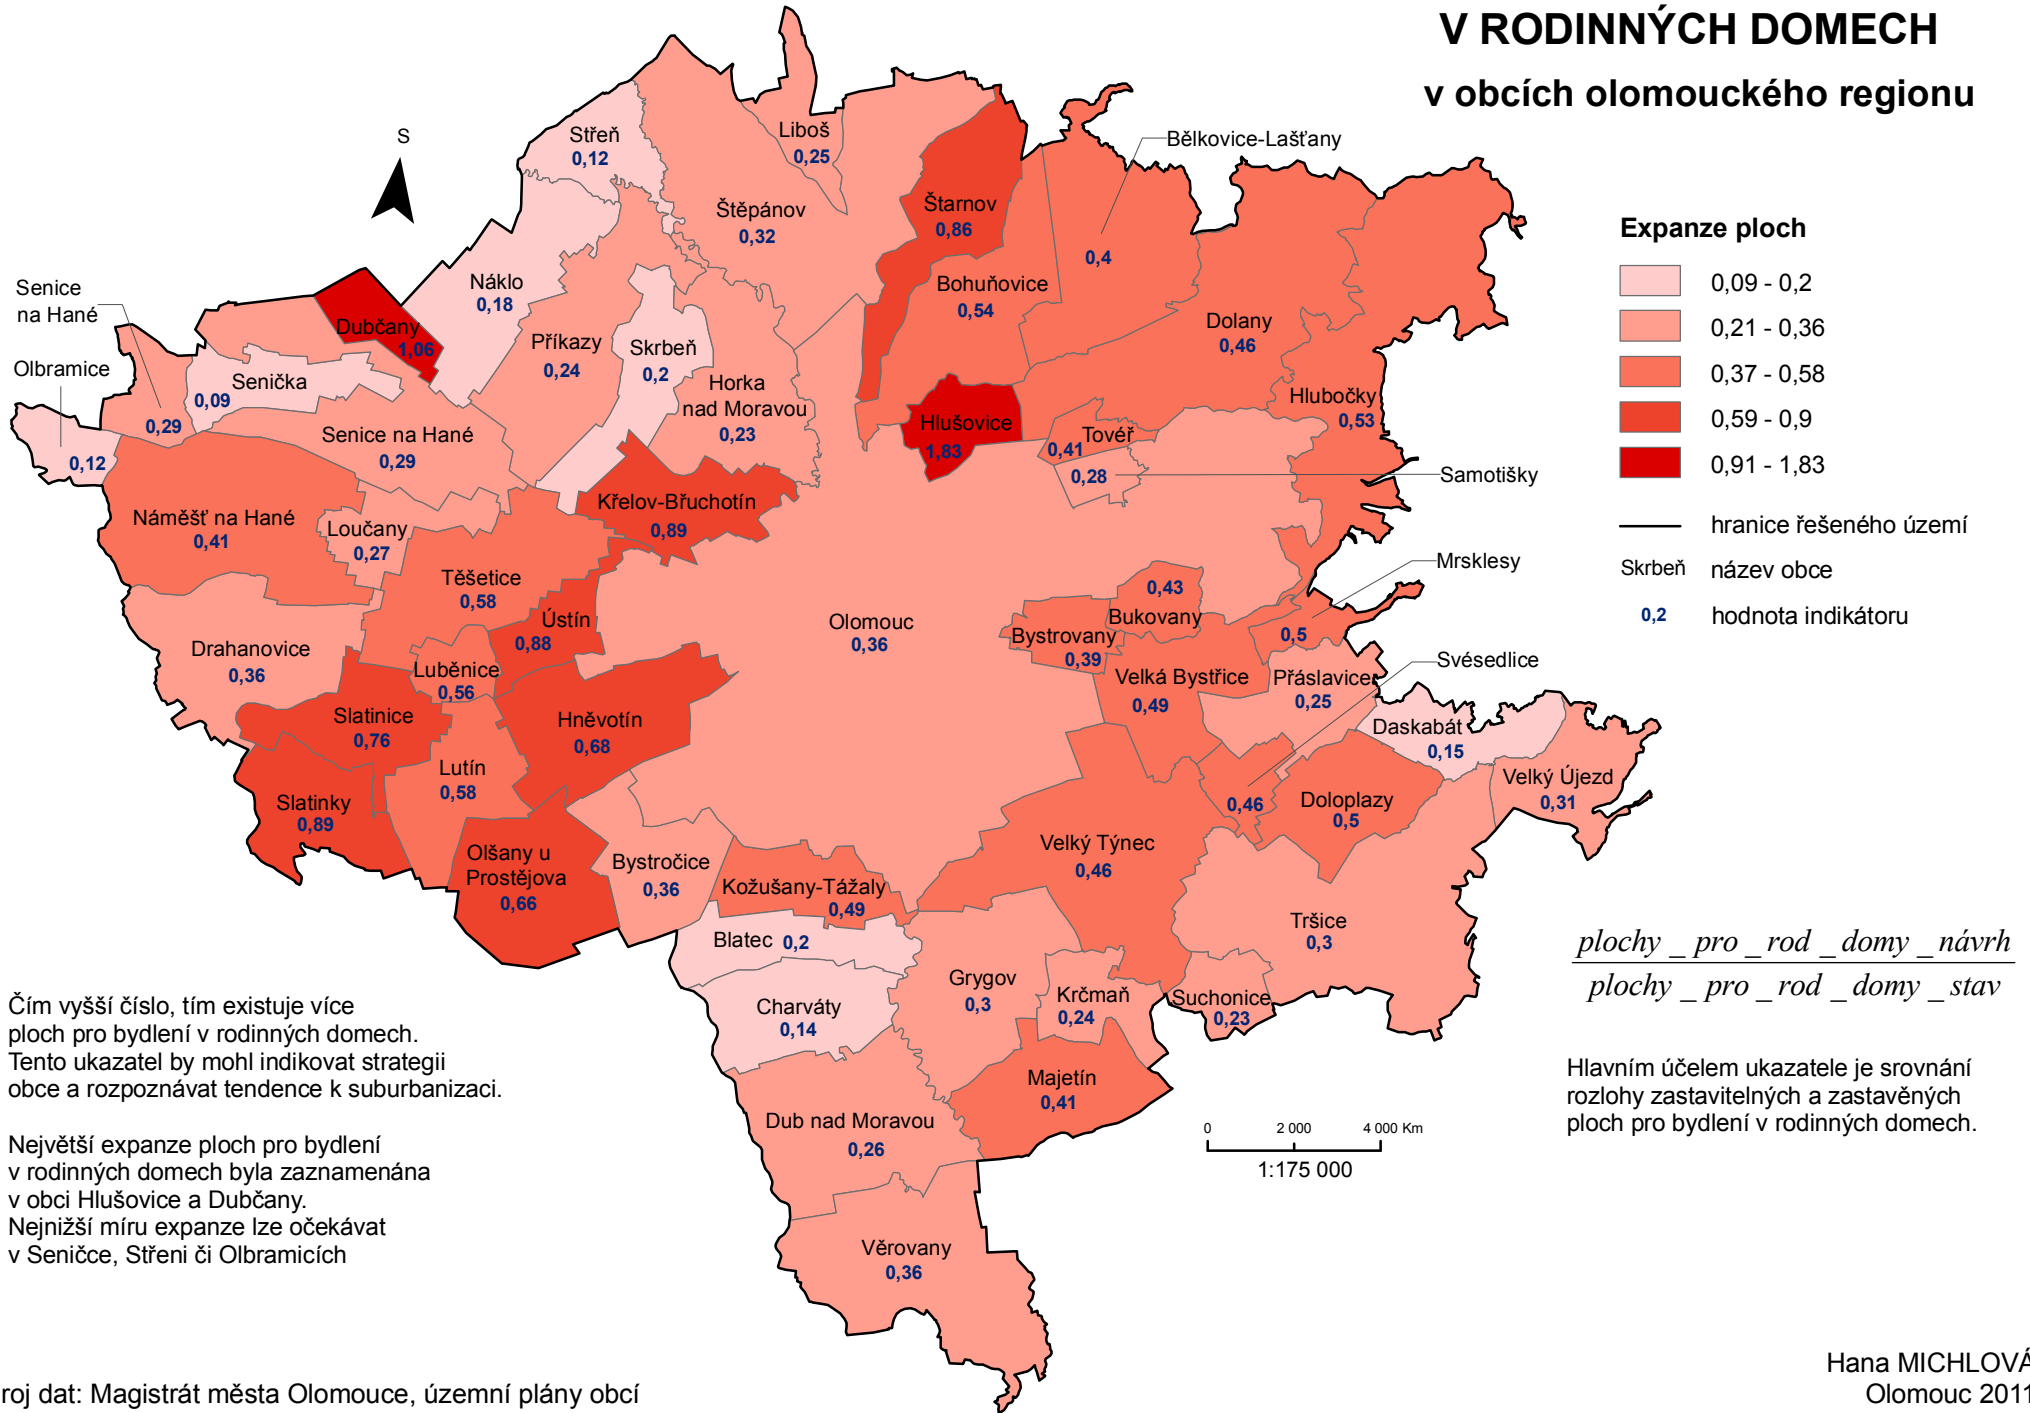 V RODINNÝCH DOMECH
v obcích olomouckého regionu
S
Střeň
0,12
Liboš
0,25
Bělkovice-Lašťany
0,4
Štěpánov
0,32
Štarnov
0,86
Senice
na Hané
0,29
Náklo
0,18
Bohuňovice
0,54
Dubčany
1,06
Příkazy
0,24
Skrbeň
0,2
Dolany
0,46
Olbramice
0,12
Senička
0,09
Horka
nad Moravou
0,23
Hlubočky
0,53
Senice na Hané
0,29
Hlušovice
1,83
Tovéř
0,41
Samotišky
0,28
Křelov-Břuchotín
0,89
Náměšť na Hané
0,41
Loučany
0,27
Těšetice
0,58
Mrsklesy
0,5
Bukovany
0,43
Ústín
0,88
Olomouc
0,36
Bystrovany
0,39
Drahanovice
0,36
Luběnice
0,56
Velká Bystřice
0,49
Přáslavice
0,25
Svésedlice
0,46
Slatinice
0,76
Hněvotín
0,68
Daskabát
0,15
Lutín
0,58
Velký Újezd
0,31
Slatinky
0,89
Doloplazy
0,5
Olšany u
Prostějova
0,66
Bystročice
0,36
Velký Týnec
0,46
Kožušany-Tážaly
0,49
Blatec 0,2
Tršice
0,3
Grygov
0,3
Krčmaň
0,24
Suchonice
0,23
Charváty
0,14
Majetín
0,41
Dub nad Moravou
0,26
Věrovany
0,36
Expanze ploch
0,09 - 0,2
0,21 - 0,36
0,37 - 0,58
0,59 - 0,9
0,91 - 1,83
hranice řešeného území
Skrbeň název obce
0,2 hodnota indikátoru
plochy _ pro _ rod _ domy _ návrh
plochy _ pro _ rod _ domy _ stav
Hlavním účelem ukazatele je srovnání
rozlohy zastavitelných a zastavěných
ploch pro bydlení v rodinných domech.
0 2 000 4 000 Km
1:175 000
Čím vyšší číslo, tím existuje více
ploch pro bydlení v rodinných domech.
Tento ukazatel by mohl indikovat strategii
obce a rozpoznávat tendence k suburbanizaci.
Největší expanze ploch pro bydlení
v rodinných domech byla zaznamenána
v obci Hlušovice a Dubčany.
Nejnižší míru expanze lze očekávat
v Seničce, Střeni či Olbramicích
roj dat: Magistrát města Olomouce, územní plány obcí
Hana MICHLOVÁ
Olomouc 2011